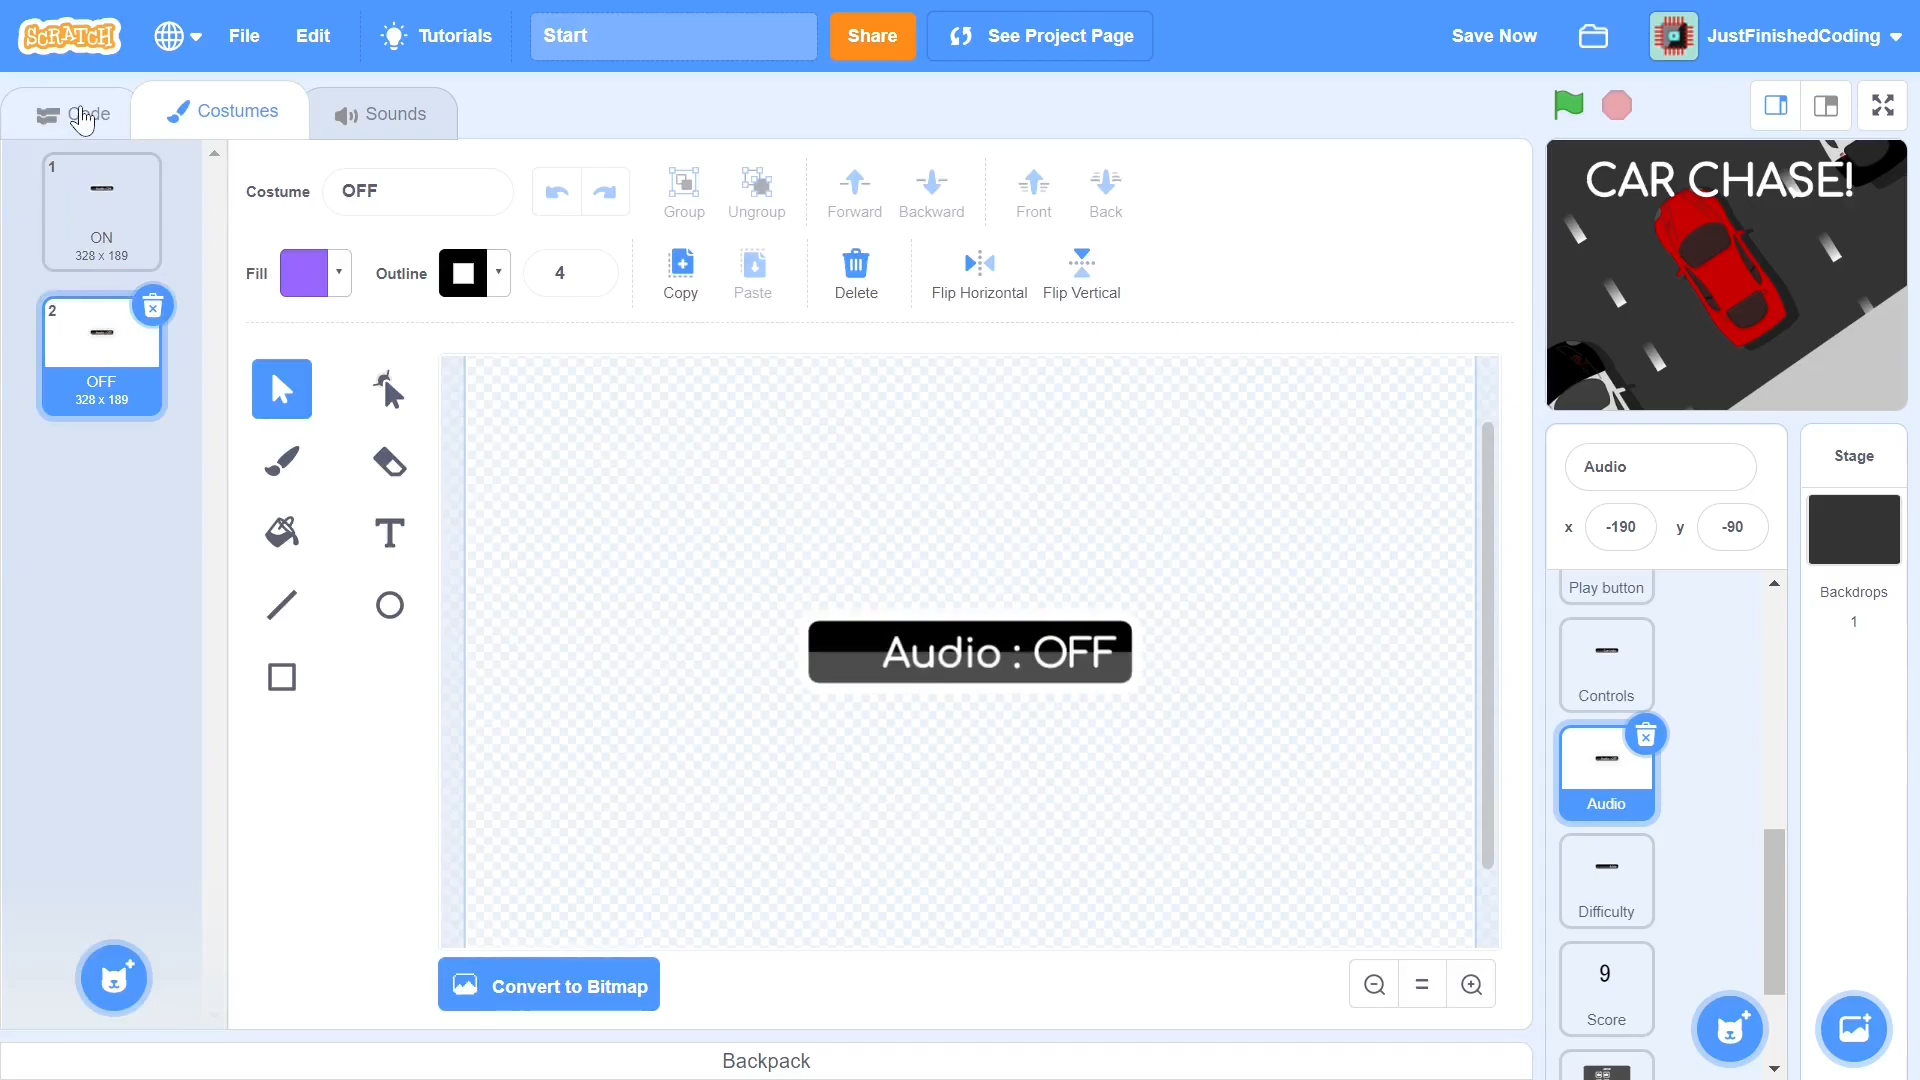 SCRATCH
File
Edit
Tutorials
Start
Share
See Project Page
Save Now
JustFinishedCoding
Code
Costumes
Sounds
1
ON
328 x 189
2
OFF
328 x 189
Costume
OFF
Group
Ungroup
Forward
Backward
Front
Back
Fill
Outline
4
Copy
Paste
Delete
Flip Horizontal
Flip Vertical
Audio : OFF
Convert to Bitmap
Backpack
CAR CHASE!
Audio
x
-190
y
-90
Play button
Controls
Audio
Difficulty
9
Score
Stage
Backdrops
1